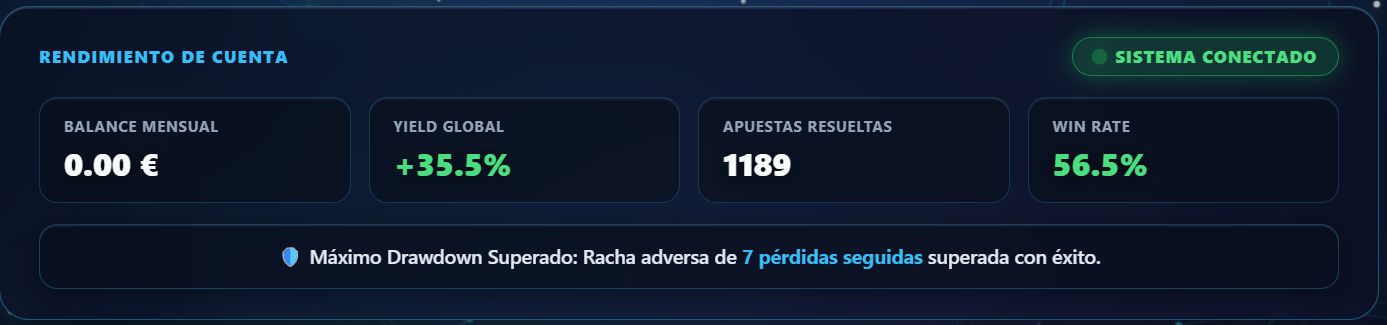 RENDIMIENTO DE CUENTA
SISTEMA CONECTADO
BALANCE MENSUAL
0.00 €
YIELD GLOBAL
+35.5%
APUESTAS RESUELTAS
1189
WIN RATE
56.5%
Máximo Drawdown Superado: Racha adversa de 7 pérdidas seguidas superada con éxito.